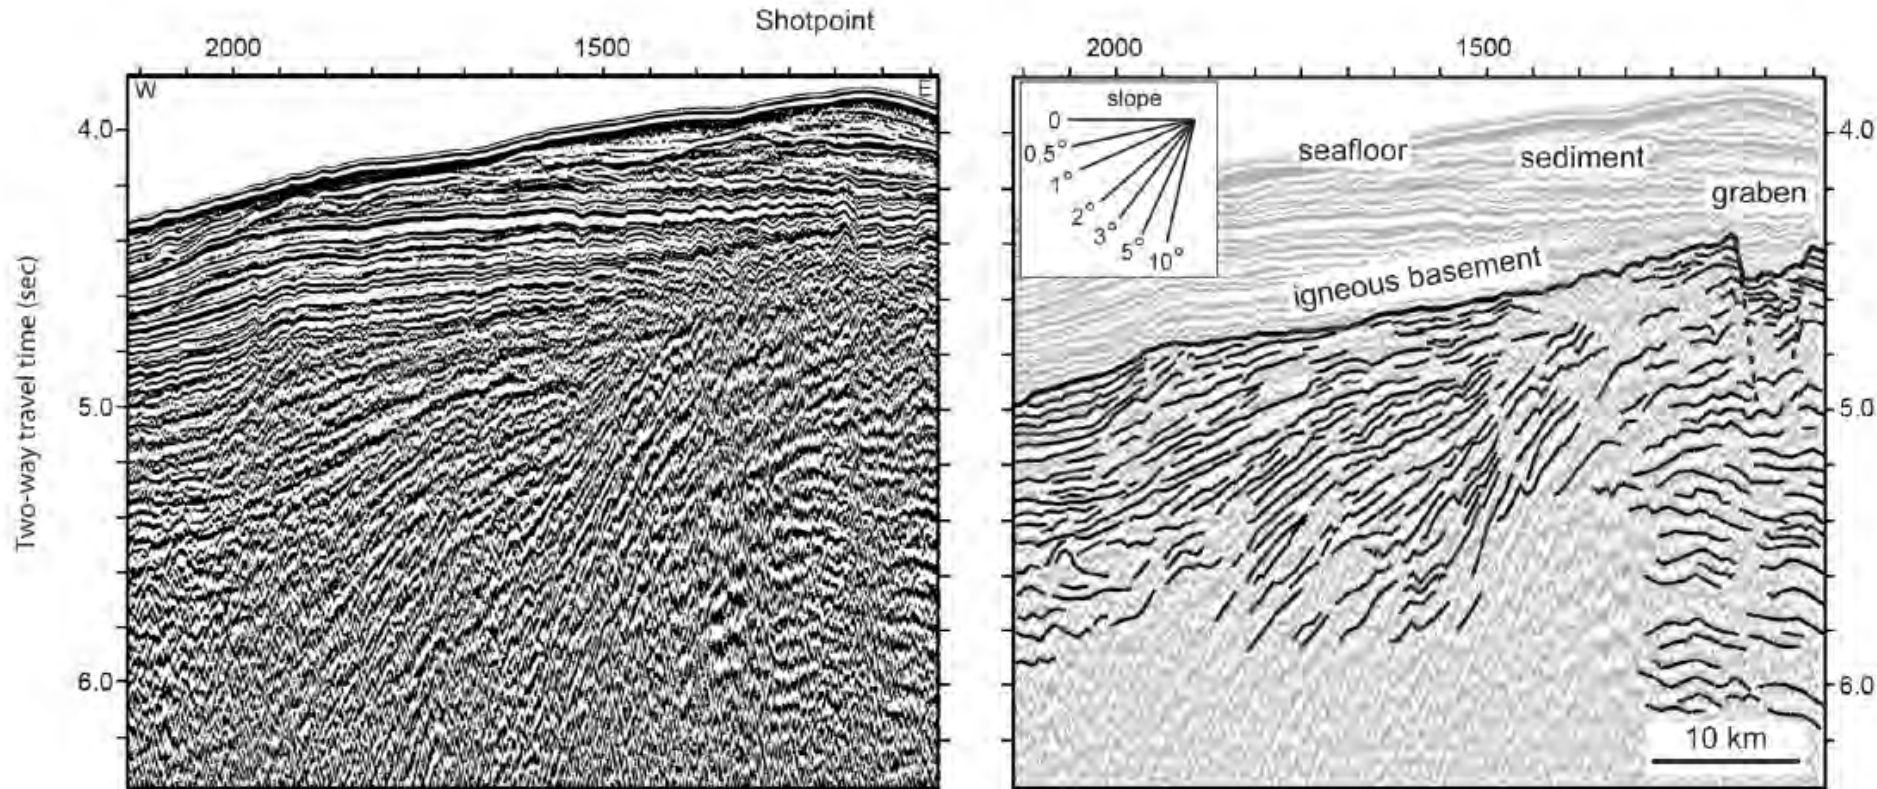 Shotpoint
2000 1500 2000 1500
W E
slope
0
0.5°
1°
2°
3°
5°
10°
seafloor
sediment
graben
igneous basement
4.0 4.0
5.0 5.0
6.0 6.0
Two-way travel time (sec)
10 km